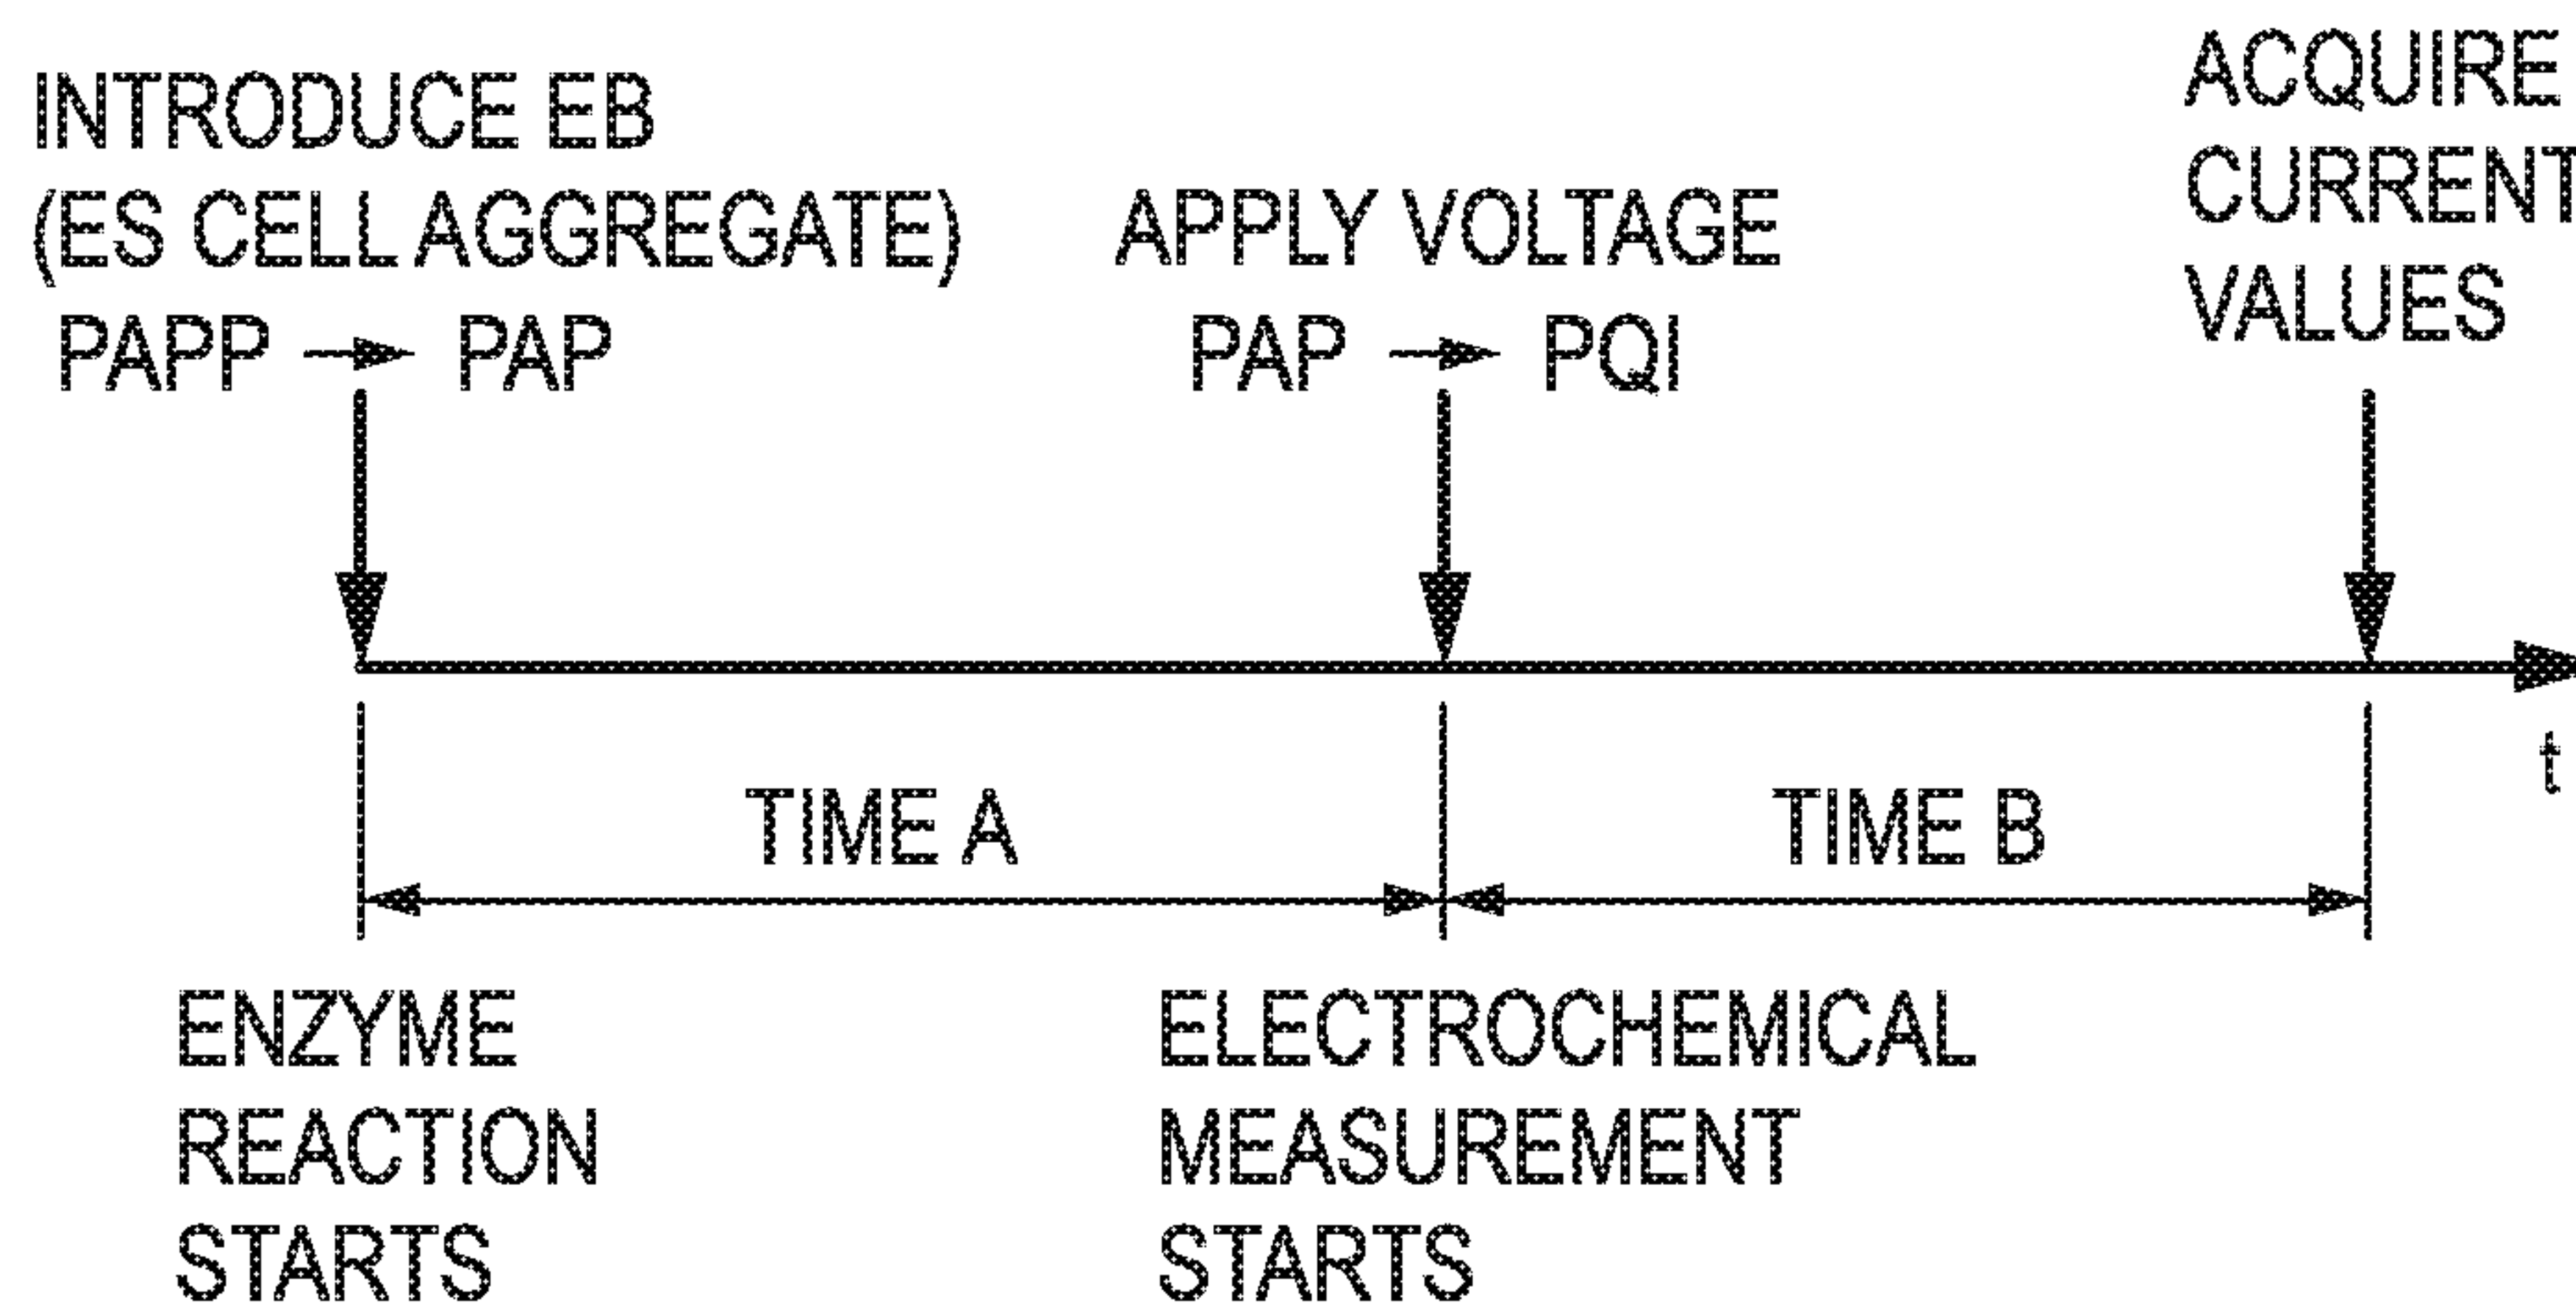 INTRODUCE EB
(ES CELL AGGREGATE)
PAPP → PAP
APPLY VOLTAGE
PAP → PQI
ACQUIRE
CURRENT
VALUES
t
TIME A
TIME B
ENZYME
REACTION
STARTS
ELECTROCHEMICAL
MEASUREMENT
STARTS